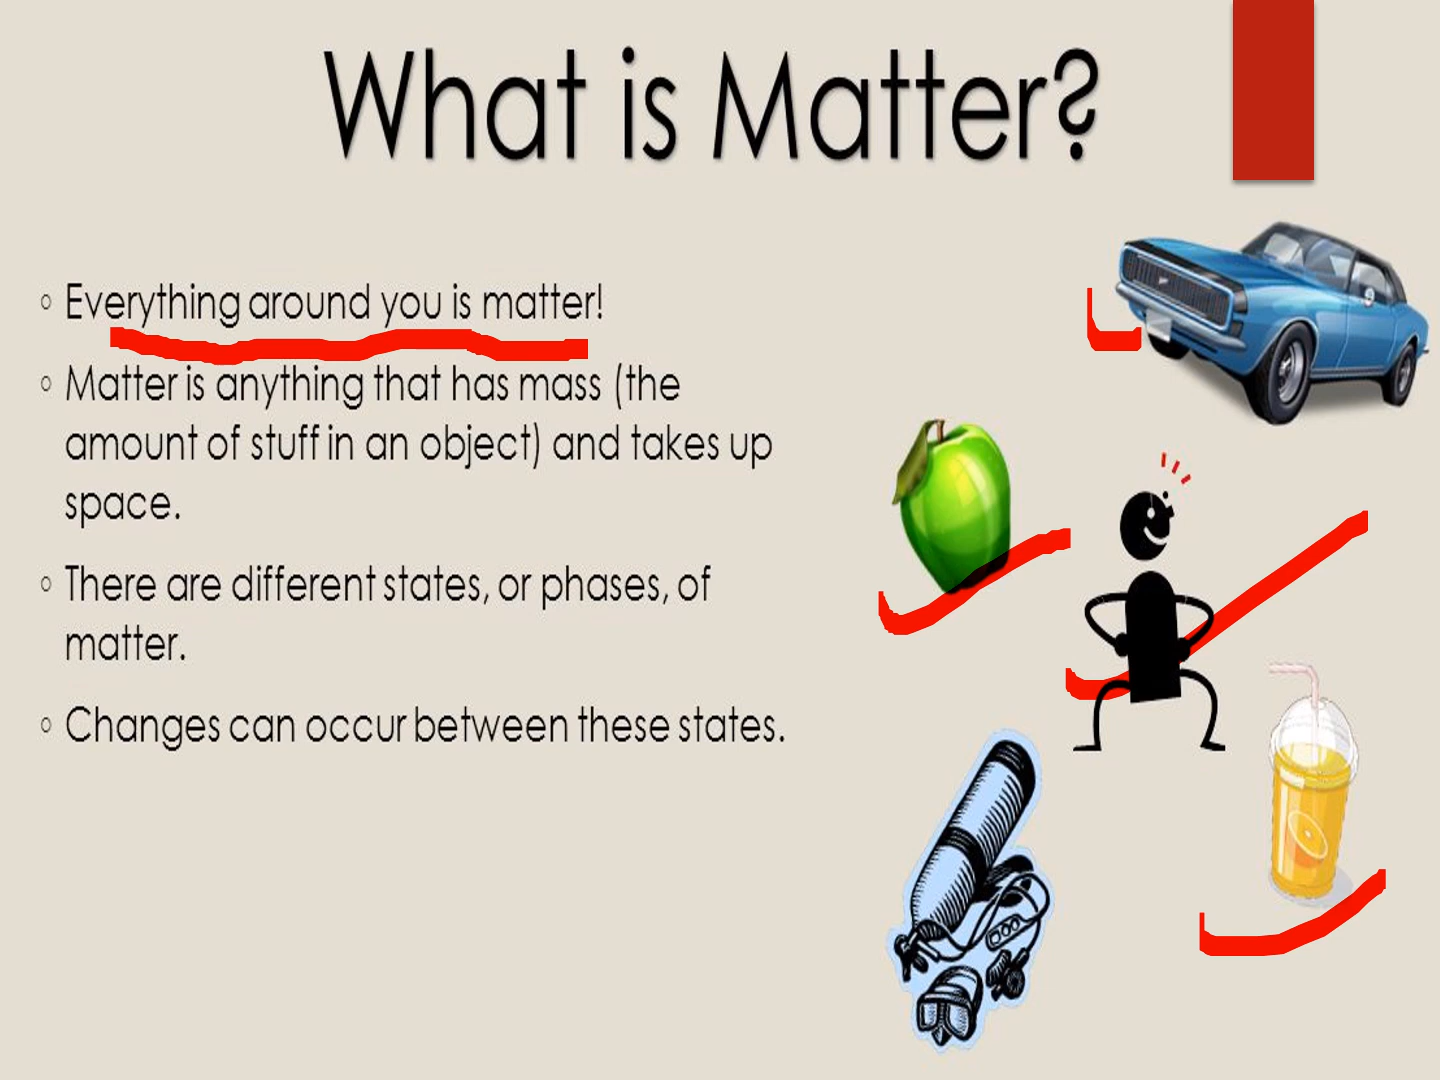 What is Matter?
◦ Everything around you is matter!
◦ Matter is anything that has mass (the
amount of stuff in an object) and takes up
space.
◦ There are different states, or phases, of
matter.
◦ Changes can occur between these states.